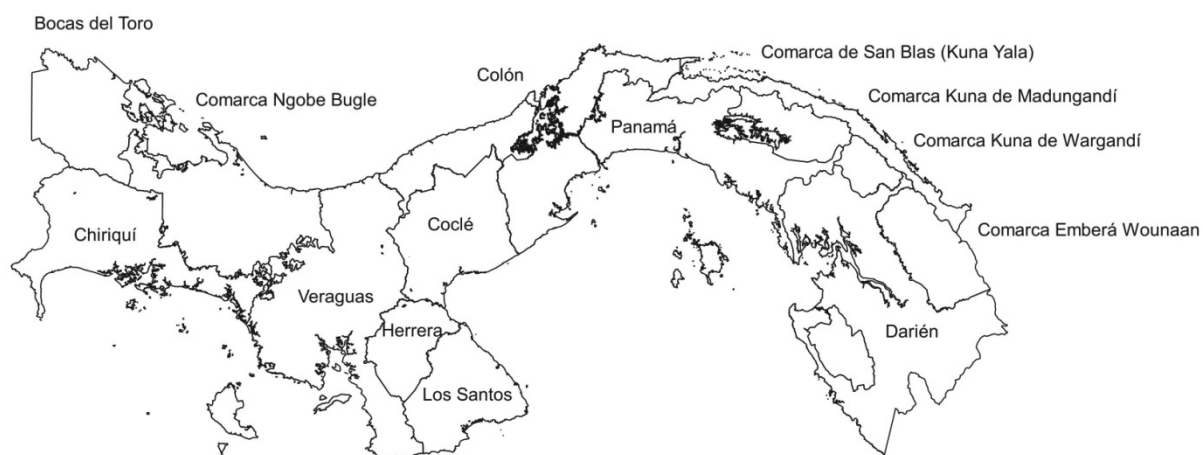 Bocas del Toro
Comarca Ngobe Bugle
Colón
Comarca de San Blas (Kuna Yala)
Comarca Kuna de Madungandí
Comarca Kuna de Wargandí
Panamá
Chiriquí
Coclé
Comarca Emberá Wounaan
Veraguas
Herrera
Darién
Los Santos